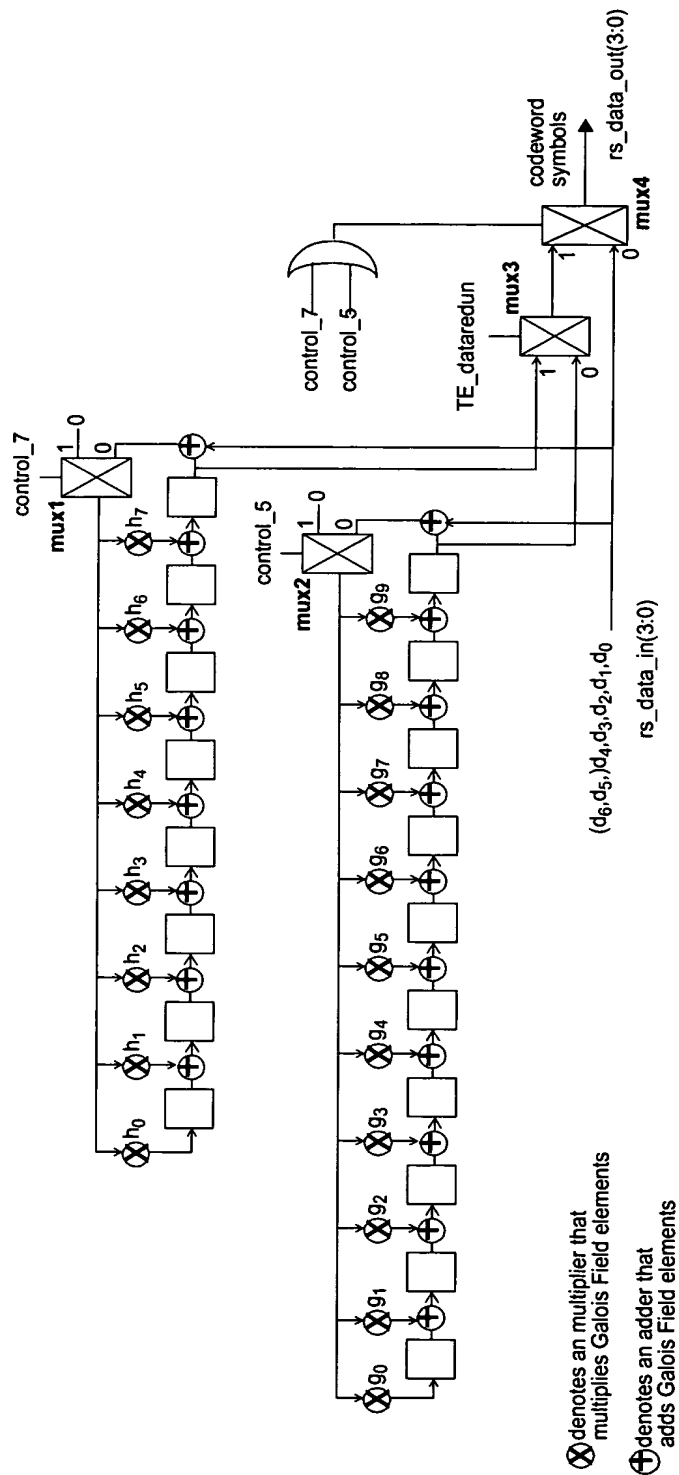 control_7
mux1
1
0
0
h0
h1
h2
h3
h4
h5
h6
h7
control_5
mux2
1
0
0
g0
g1
g2
g3
g4
g5
g6
g7
g8
g9
control_7
control_5
TE_dataredun
mux3
1
0
codeword
symbols
mux4
1
0
rs_data_out(3:0)
(d6,d5,)d4,d3,d2,d1,d0
rs_data_in(3:0)
denotes an multiplier that
multiplies Galois Field elements
denotes an adder that
adds Galois Field elements